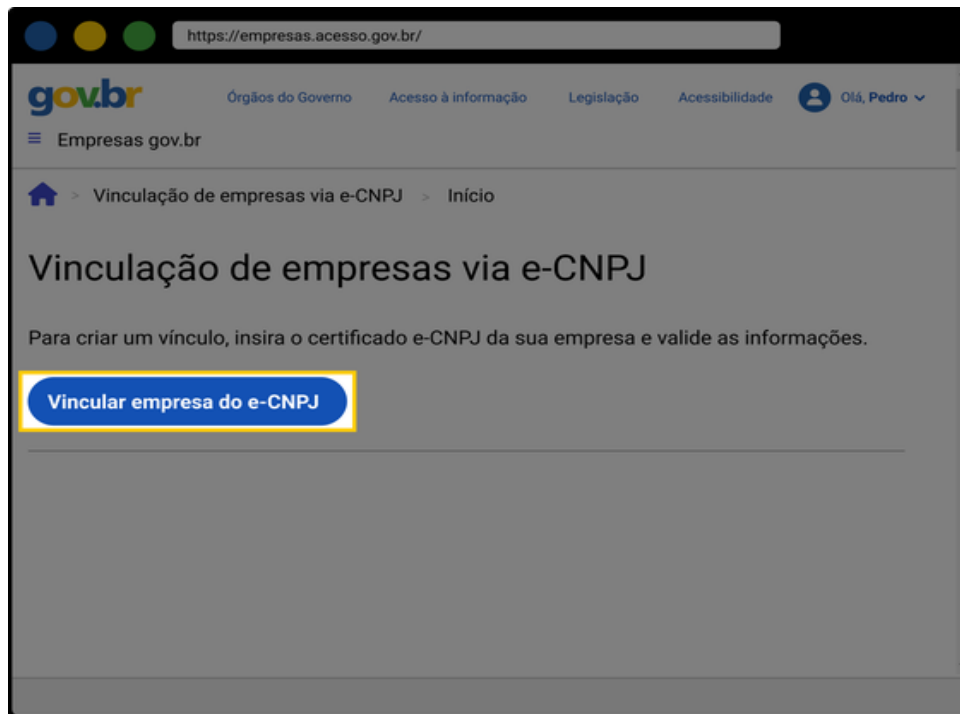 https://empresas.acesso.gov.br/
gov.br
Órgãos do Governo Acesso à informação Legislação Acessibilidade Olá, Pedro
Empresas gov.br
> Vinculação de empresas via e-CNPJ > Início
Vinculação de empresas via e-CNPJ
Para criar um vínculo, insira o certificado e-CNPJ da sua empresa e valide as informações.
Vincular empresa do e-CNPJ